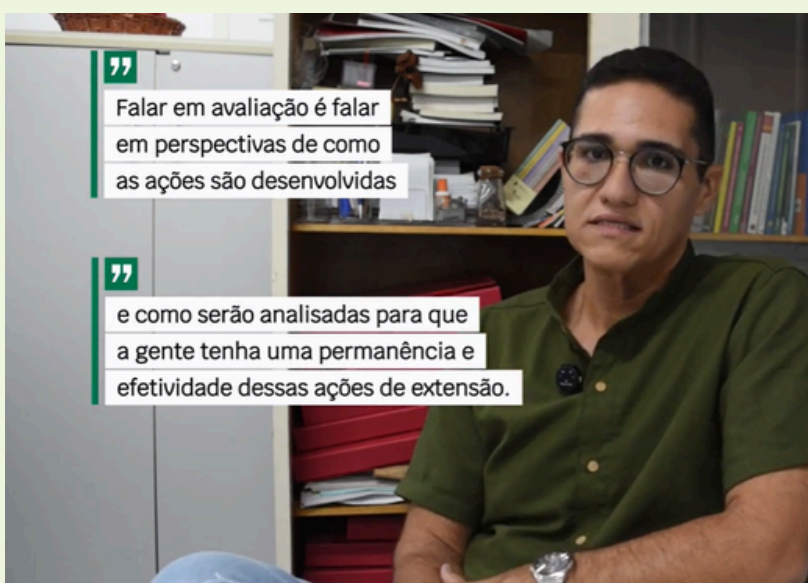 ”
Falar em avaliação é falar
em perspectivas de como
as ações são desenvolvidas
”
e como serão analisadas para que
a gente tenha uma permanência e
efetividade dessas ações de extensão.